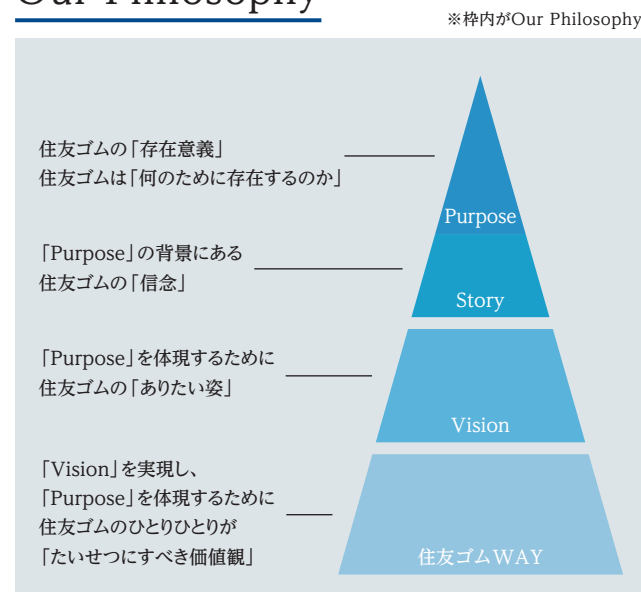 Our Philosophy
※枠内がOur Philosophy
住友ゴムの「存在意義」
住友ゴムは「何のために存在するのか」
Purpose
「Purpose」の背景にある
住友ゴムの「信念」
Story
「Purpose」を体現するために
住友ゴムの「ありたい姿」
Vision
「Vision」を実現し、
「Purpose」を体現するために
住友ゴムのひとりひとりが
「たいせつにすべき価値観」
住友ゴムWAY